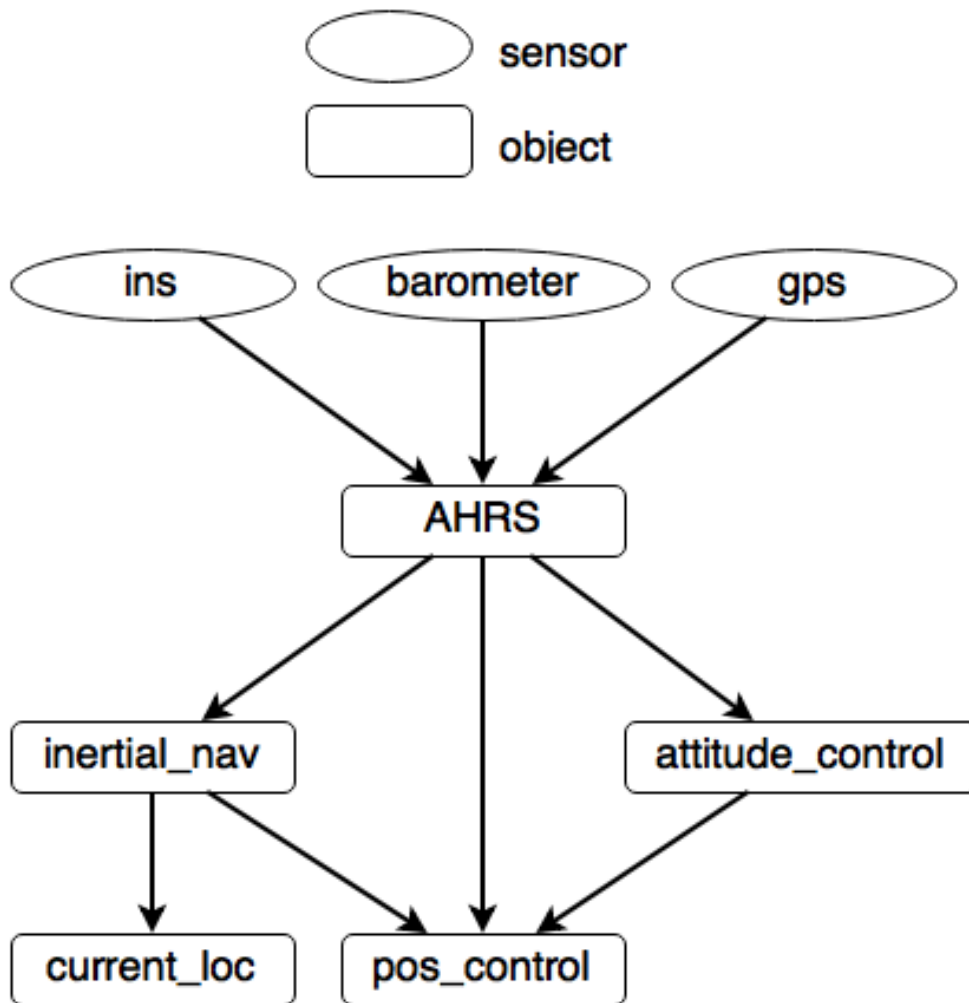 sensor
object
ins
barometer
gps
AHRS
inertial_nav
attitude_control
current_loc
pos_control